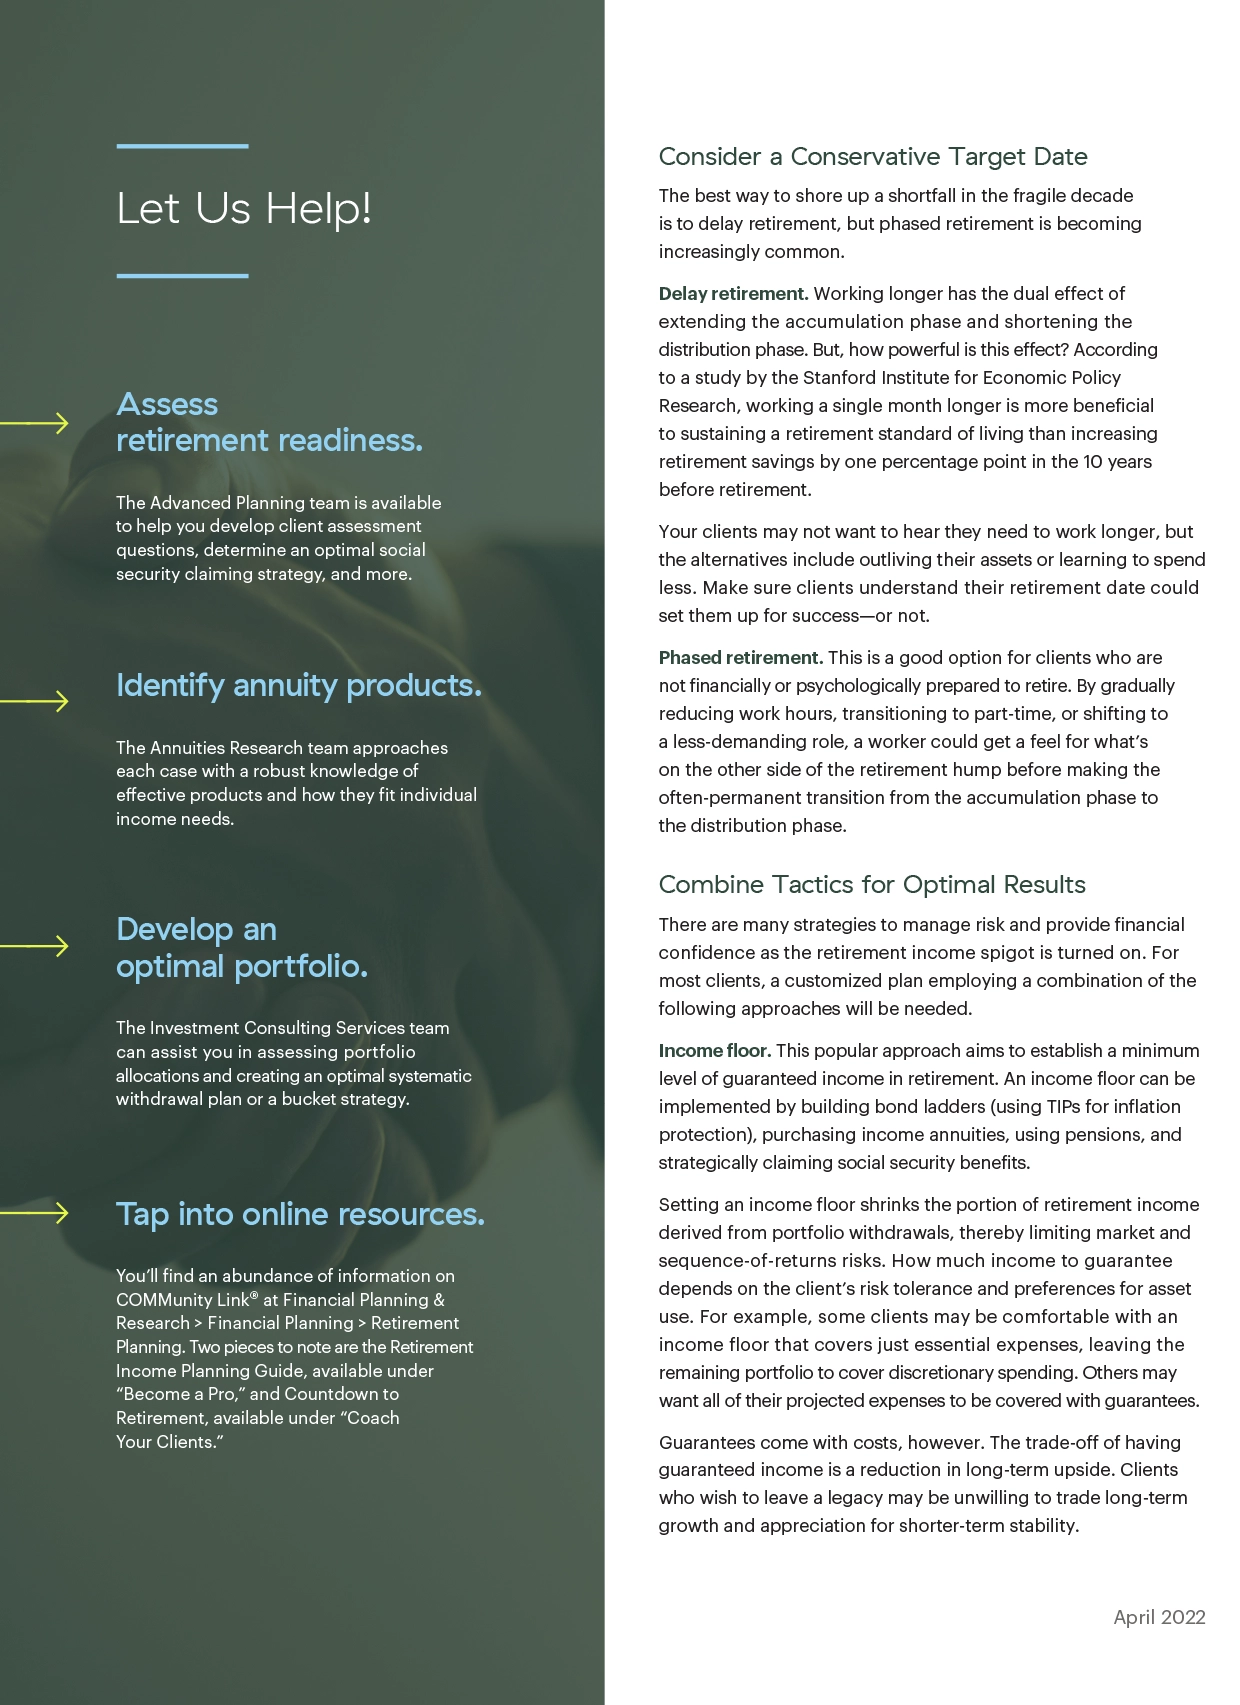 Let Us Help!
Assess
retirement readiness.
The Advanced Planning team is available
to help you develop client assessment
questions, determine an optimal social
security claiming strategy, and more.
Identify annuity products.
The Annuities Research team approaches
each case with a robust knowledge of
effective products and how they fit individual
income needs.
Develop an
optimal portfolio.
The Investment Consulting Services team
can assist you in assessing portfolio
allocations and creating an optimal systematic
withdrawal plan or a bucket strategy.
Tap into online resources.
You’ll find an abundance of information on
COMMunity Link® at Financial Planning &
Research > Financial Planning > Retirement
Planning. Two pieces to note are the Retirement
Income Planning Guide, available under
“Become a Pro,” and Countdown to
Retirement, available under “Coach
Your Clients.”
Consider a Conservative Target Date
The best way to shore up a shortfall in the fragile decade
is to delay retirement, but phased retirement is becoming
increasingly common.
Delay retirement. Working longer has the dual effect of
extending the accumulation phase and shortening the
distribution phase. But, how powerful is this effect? According
to a study by the Stanford Institute for Economic Policy
Research, working a single month longer is more beneficial
to sustaining a retirement standard of living than increasing
retirement savings by one percentage point in the 10 years
before retirement.
Your clients may not want to hear they need to work longer, but
the alternatives include outliving their assets or learning to spend
less. Make sure clients understand their retirement date could
set them up for success—or not.
Phased retirement. This is a good option for clients who are
not financially or psychologically prepared to retire. By gradually
reducing work hours, transitioning to part-time, or shifting to
a less-demanding role, a worker could get a feel for what’s
on the other side of the retirement hump before making the
often-permanent transition from the accumulation phase to
the distribution phase.
Combine Tactics for Optimal Results
There are many strategies to manage risk and provide financial
confidence as the retirement income spigot is turned on. For
most clients, a customized plan employing a combination of the
following approaches will be needed.
Income floor. This popular approach aims to establish a minimum
level of guaranteed income in retirement. An income floor can be
implemented by building bond ladders (using TIPs for inflation
protection), purchasing income annuities, using pensions, and
strategically claiming social security benefits.
Setting an income floor shrinks the portion of retirement income
derived from portfolio withdrawals, thereby limiting market and
sequence-of-returns risks. How much income to guarantee
depends on the client’s risk tolerance and preferences for asset
use. For example, some clients may be comfortable with an
income floor that covers just essential expenses, leaving the
remaining portfolio to cover discretionary spending. Others may
want all of their projected expenses to be covered with guarantees.
Guarantees come with costs, however. The trade-off of having
guaranteed income is a reduction in long-term upside. Clients
who wish to leave a legacy may be unwilling to trade long-term
growth and appreciation for shorter-term stability.
April 2022